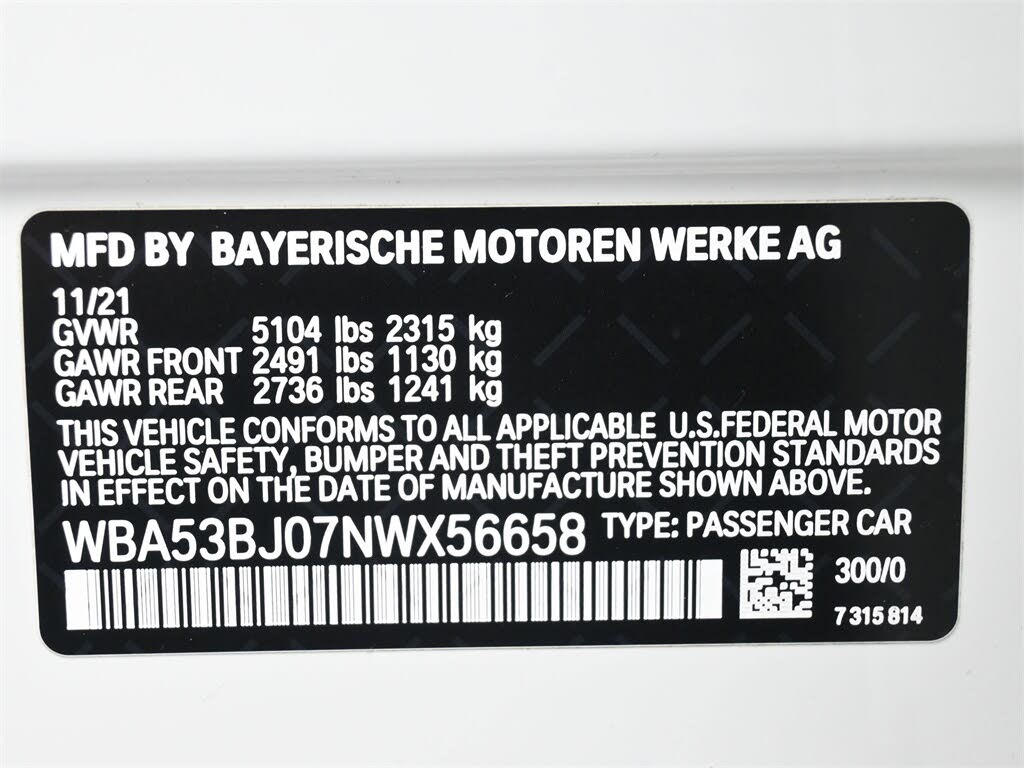 MFD BY BAYERISCHE MOTOREN WERKE AG
11/21
GVWR 5104 lbs 2315 kg
GAWR FRONT 2491 lbs 1130 kg
GAWR REAR 2736 lbs 1241 kg
THIS VEHICLE CONFORMS TO ALL APPLICABLE U.S.FEDERAL MOTOR
VEHICLE SAFETY, BUMPER AND THEFT PREVENTION STANDARDS
IN EFFECT ON THE DATE OF MANUFACTURE SHOWN ABOVE.
WBA53BJ07NWX56658 TYPE: PASSENGER CAR
300/0
7 315 814